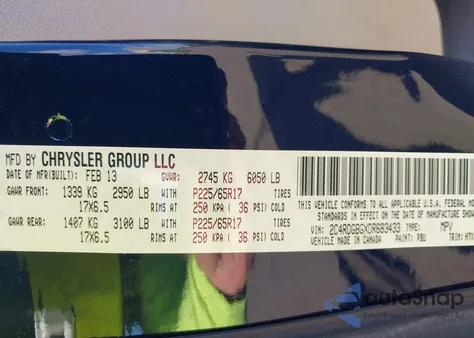 MFD BY CHRYSLER GROUP LLC
DATE OF MFR(BUILT): FEB 13 GVWR: 2745 KG 6050 LB
GAWR FRONT: 1339 KG 2950 LB WITH P225/65R17 TIRES
17X6.5 RIMS AT 250 KPA ( 36 PSI) COLD
GAWR REAR: 1407 KG 3100 LB WITH P225/65R17 TIRES
17X6.5 RIMS AT 250 KPA ( 36 PSI) COLD
THIS VEHICLE CONFORMS TO ALL APPLICABLE U.S.A. FEDERAL
STANDARDS IN EFFECT ON THE DATE OF MANUFACTURE SHOWN
VIN: 2C4RDGBGXDR683433 TYPE: MPV
MADE IN CANADA PAINT: PBU TRIM:
autoShap